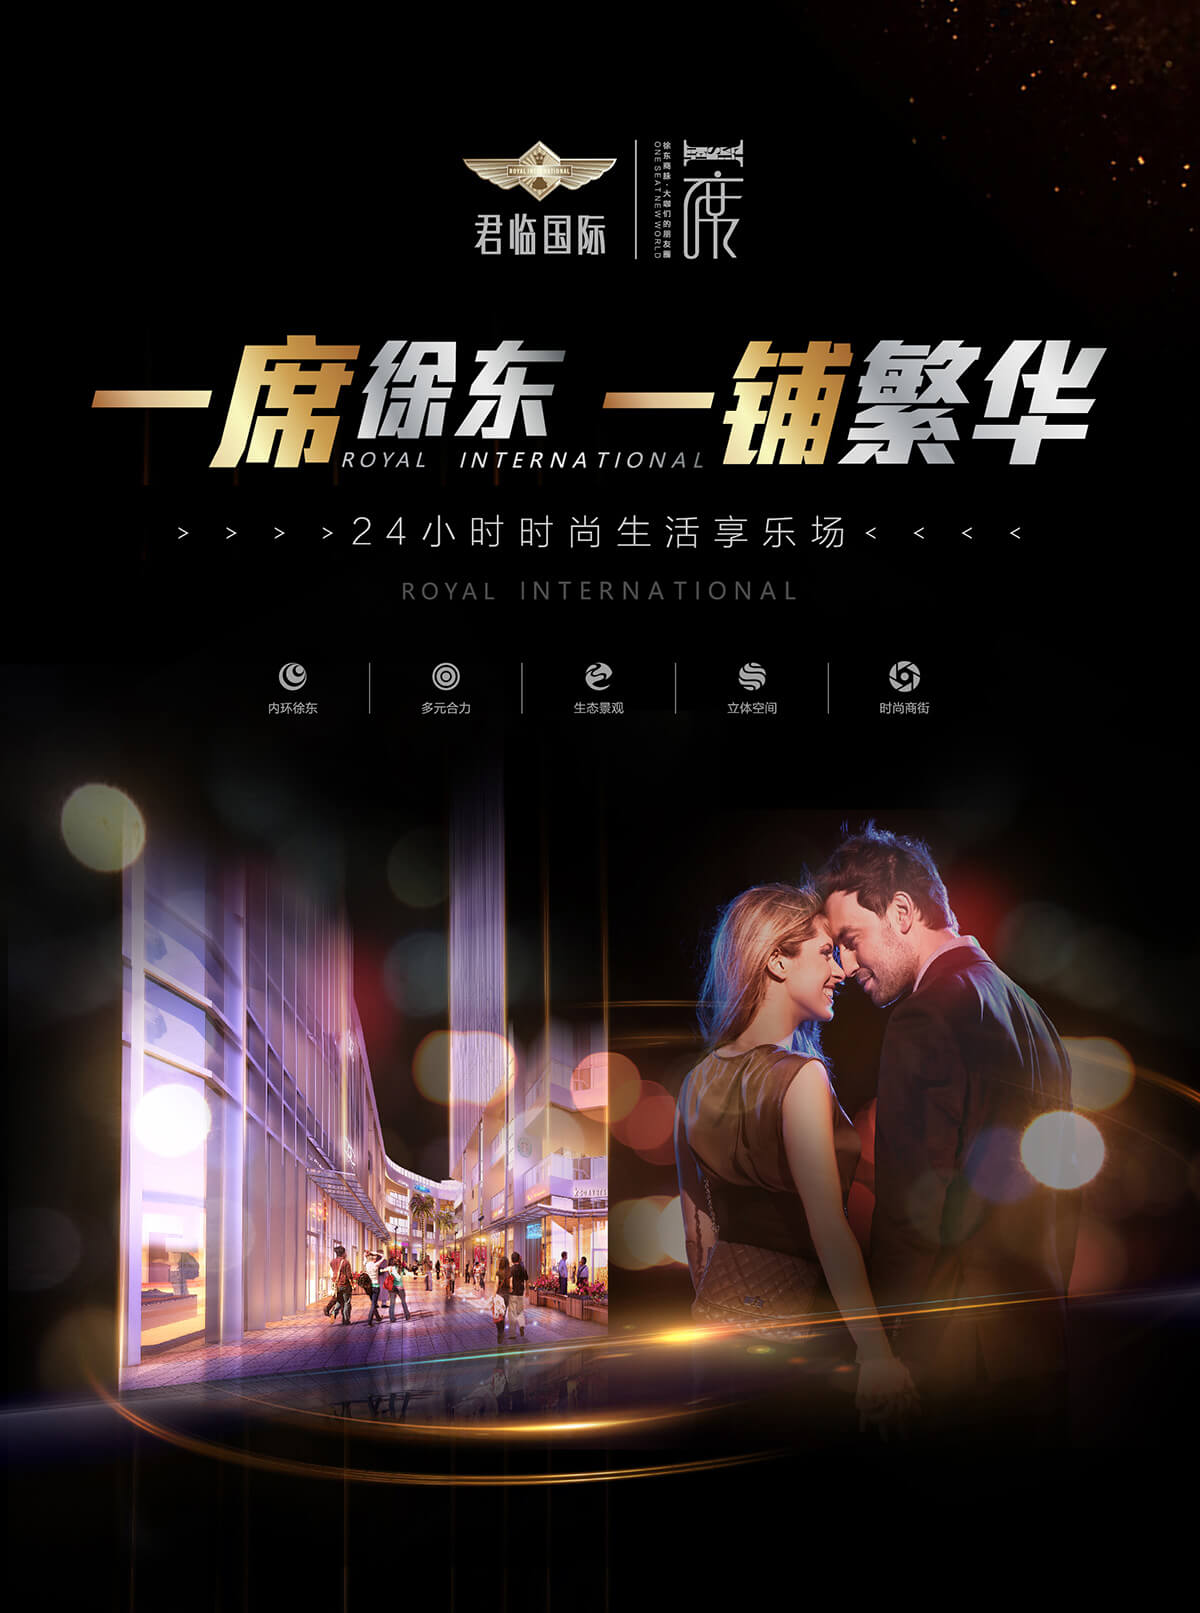 ROYAL INTERNATIONAL
君临国际
徐东商脉·大咖们的朋友圈
ONE SEAT NEW WORLD
席
一席徐东 一铺繁华
ROYAL INTERNATIONAL
> > > >24小时时尚生活享乐场< < < <
ROYAL INTERNATIONAL
内环徐东
多元合力
生态景观
立体空间
时尚商街